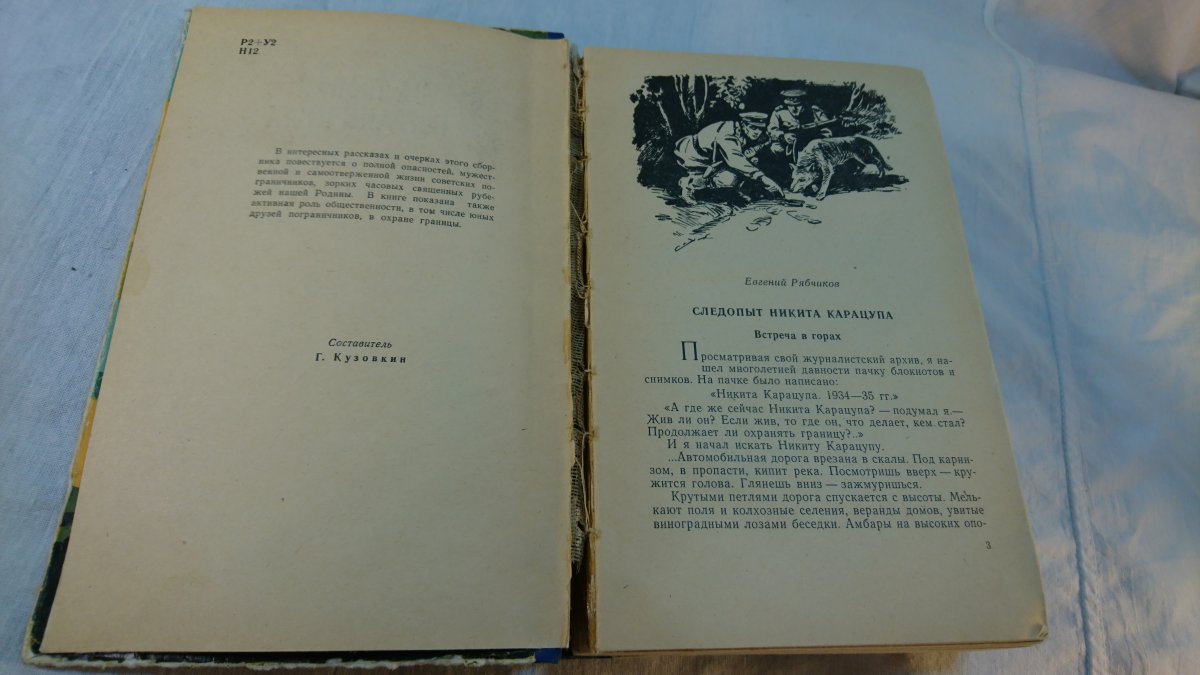 Р2+У2
Н12
В интересных рассказах и очерках этого сбор-
ника повествуется о полной опасностей, мужест-
венной и самоотверженной жизни советских по-
граничников, зорких часовых священных рубе-
жей нашей Родины. В книге показана также
активная роль общественности, в том числе юных
друзей пограничников, в охране границы.
Составитель
Г. Кузовкин
Евгений Рябчиков
СЛЕДОПЫТ НИКИТА КАРАЦУПА
Встреча в горах
Просматривая свой журналистский архив, я на-
шел многолетней давности пачку блокнотов и
снимков. На пачке было написано:
«Никита Карацупа. 1934—35 гг.»
«А где же сейчас Никита Карацупа? — подумал я.—
Жив ли он? Если жив, то где он, что делает, кем стал?
Продолжает ли охранять границу?..»
И я начал искать Никиту Карацупу.
...Автомобильная дорога врезана в скалы. Под карни-
зом, в пропасти, кипит река. Посмотришь вверх — кру-
жится голова. Глянешь вниз — зажмуришься.
Крутыми петлями дорога спускается с высоты. Мель-
кают поля и колхозные селения, веранды домов, увитые
виноградными лозами беседки. Амбары на высоких опо-
3